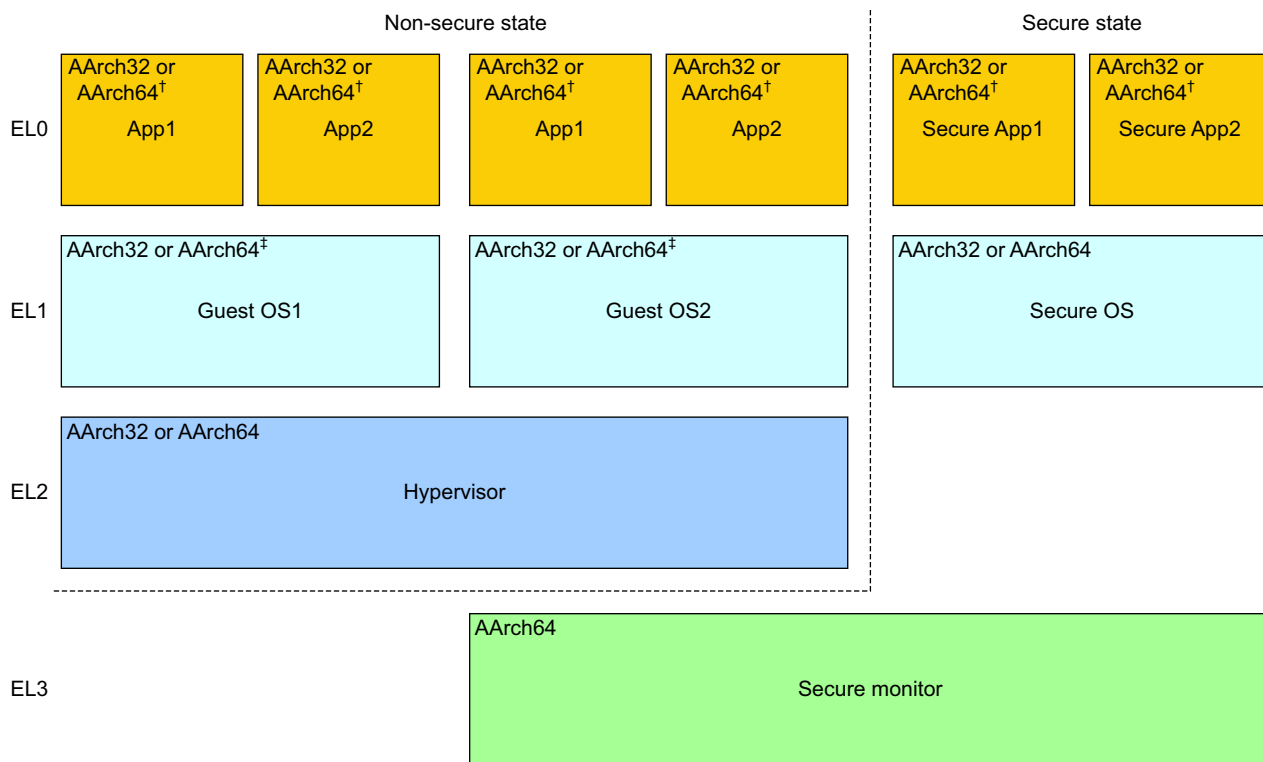 Non-secure state
Secure state
EL0
AArch32 or
AArch64†
App1
AArch32 or
AArch64†
App2
AArch32 or
AArch64†
App1
AArch32 or
AArch64†
App2
AArch32 or
AArch64†
Secure App1
AArch32 or
AArch64†
Secure App2
EL1
AArch32 or AArch64‡
Guest OS1
AArch32 or AArch64‡
Guest OS2
AArch32 or AArch64
Secure OS
EL2
AArch32 or AArch64
Hypervisor
EL3
AArch64
Secure monitor